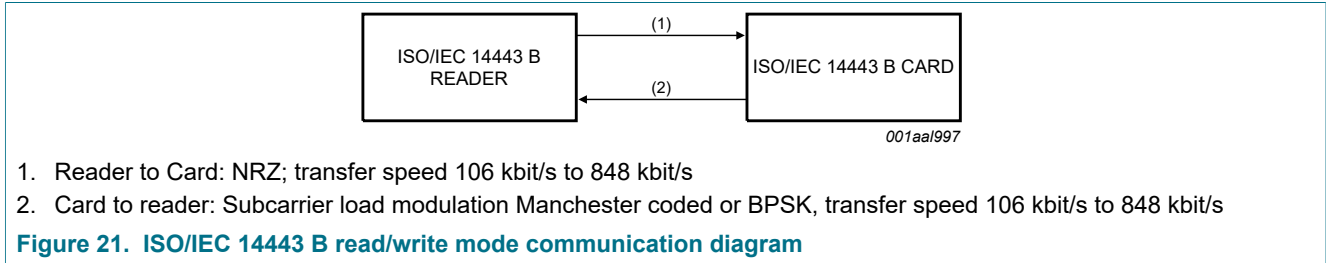 (1)
ISO/IEC 14443 B
READER
ISO/IEC 14443 B CARD
(2)
001aal997
1. Reader to Card: NRZ; transfer speed 106 kbit/s to 848 kbit/s
2. Card to reader: Subcarrier load modulation Manchester coded or BPSK, transfer speed 106 kbit/s to 848 kbit/s
Figure 21. ISO/IEC 14443 B read/write mode communication diagram